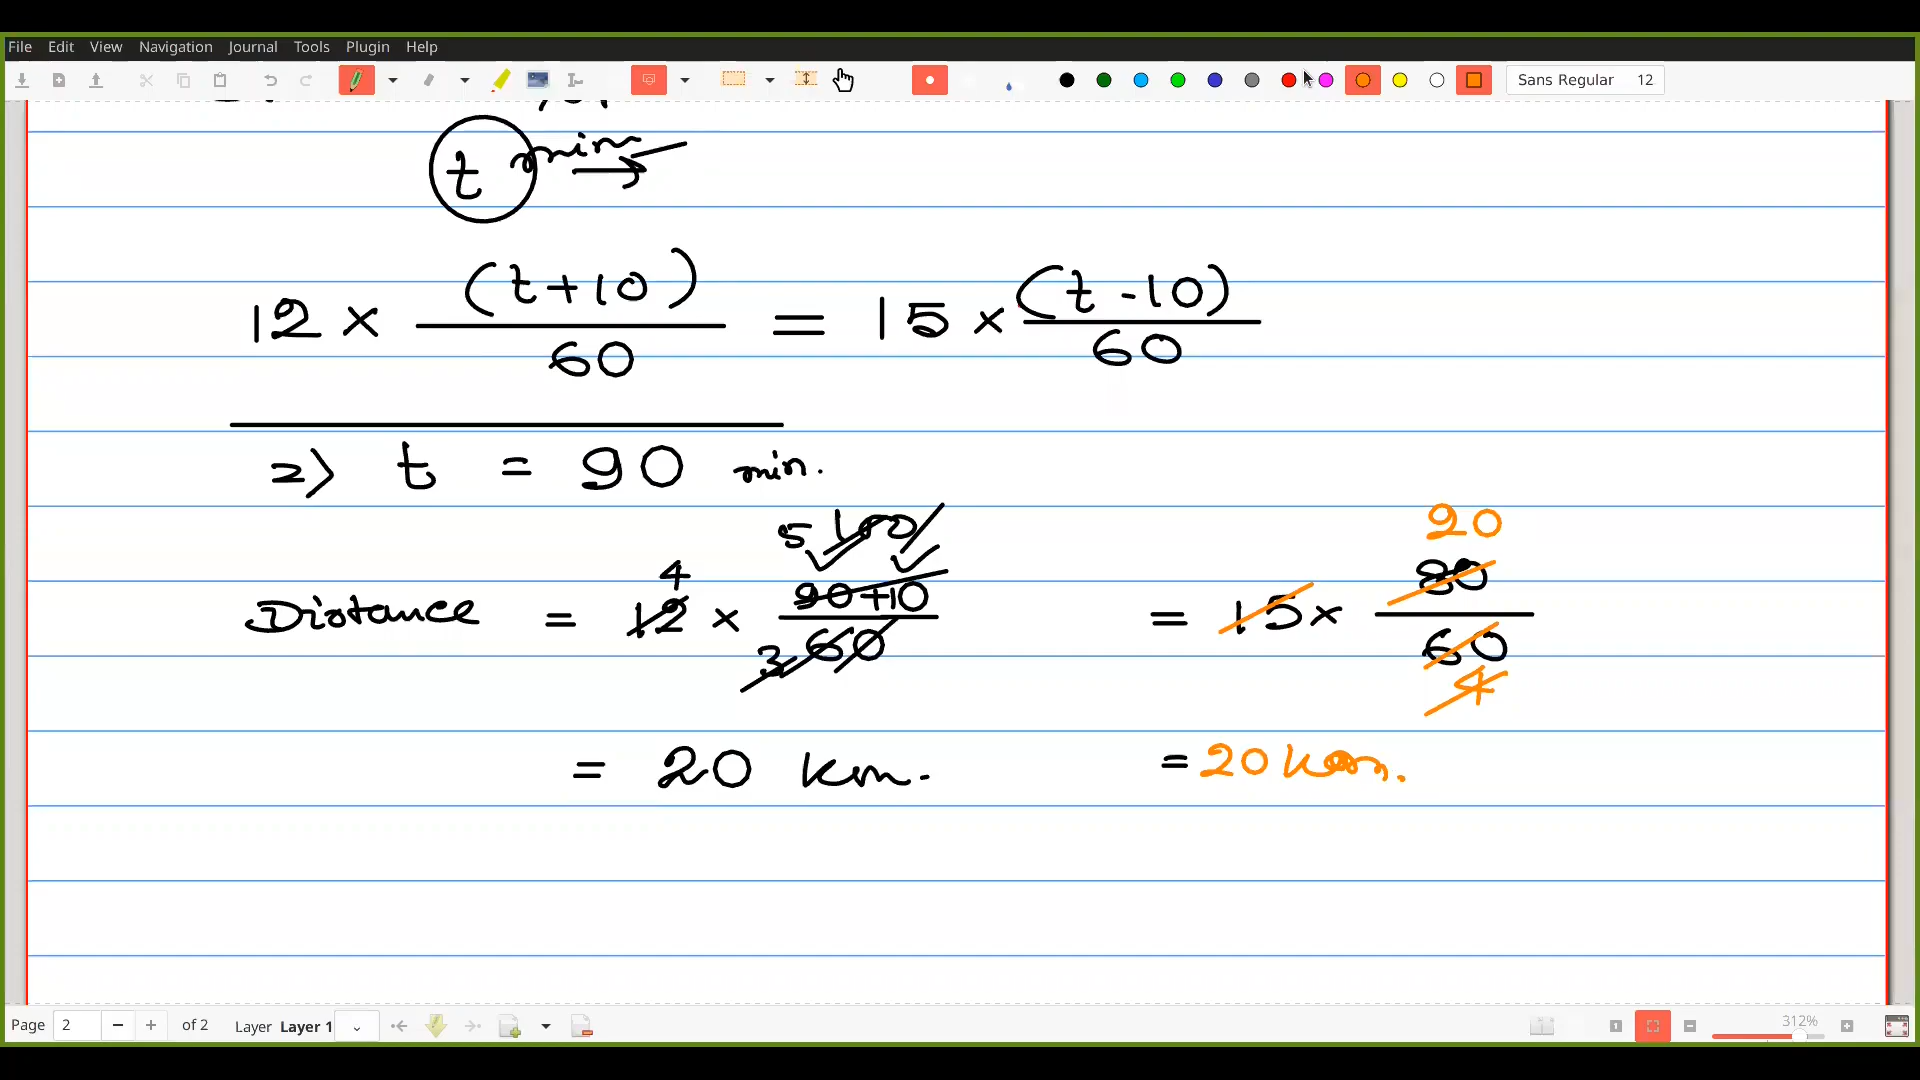 File Edit View Navigation Journal Tools Plugin Help
Sans Regular 12
t min
12 × (t+10)/60 = 15 × (t-10)/60
=> t = 90 min.
5 100 20
4 90+10 80
Distance = 12 × = 15 ×
3 60 60
4
= 20 km. = 20 km.
Page 2 of 2 Layer Layer 1 312%